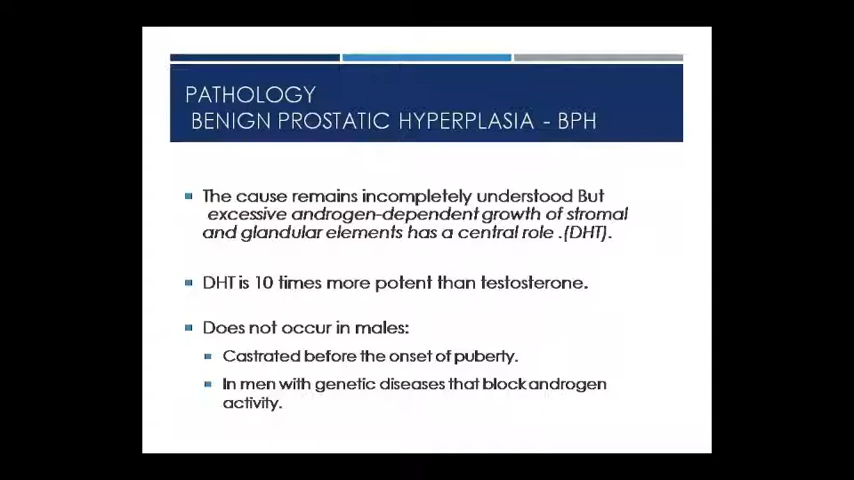 PATHOLOGY
BENIGN PROSTATIC HYPERPLASIA - BPH
The cause remains incompletely understood But
excessive androgen-dependent growth of stromal
and glandular elements has a central role .(DHT).
DHT is 10 times more potent than testosterone.
Does not occur in males:
Castrated before the onset of puberty.
In men with genetic diseases that block androgen
activity.